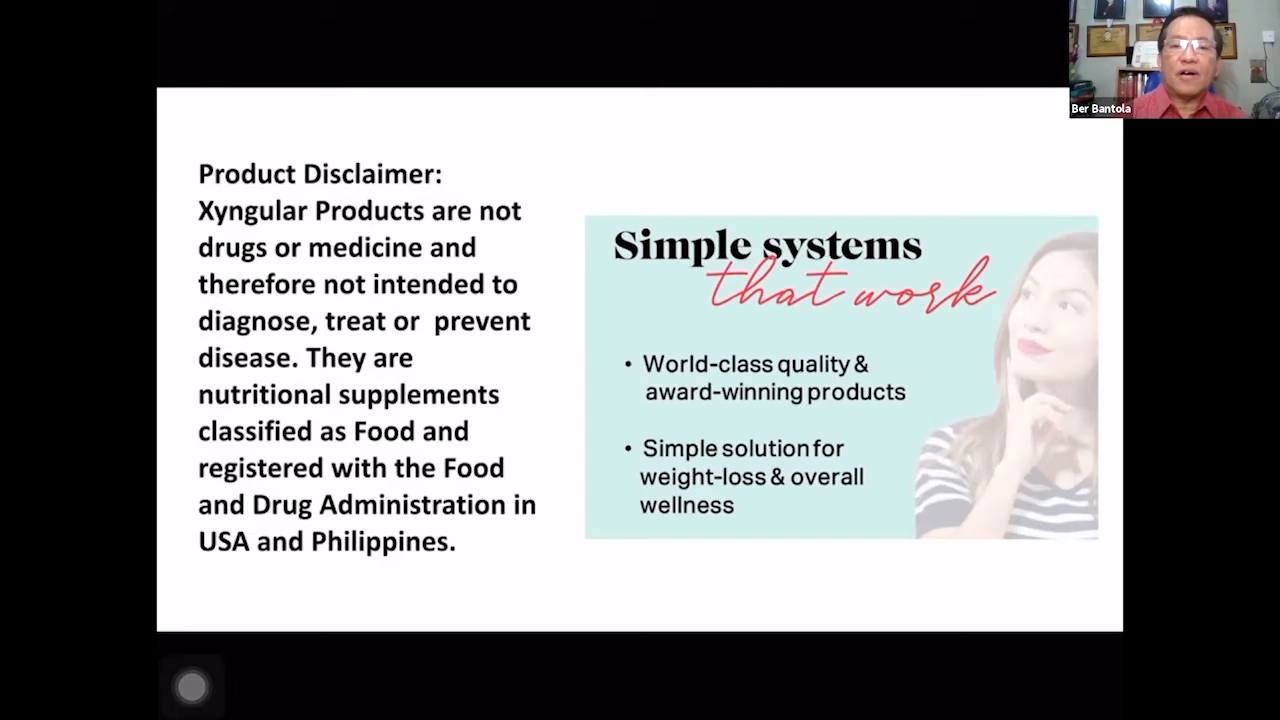 Ber Bantola
Product Disclaimer:
Xyngular Products are not
drugs or medicine and
therefore not intended to
diagnose, treat or  prevent
disease. They are
nutritional supplements
classified as Food and
registered with the Food
and Drug Administration in
USA and Philippines.
Simple systems
that work
• World-class quality &
award-winning products
• Simple solution for
weight-loss & overall
wellness